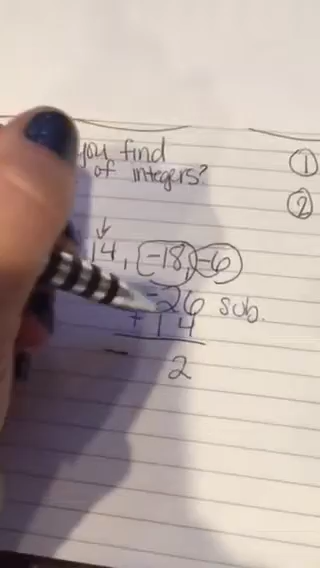 you find
of integers?
①
②
14, -18, -6
-26 sub.
+ 14
- 2